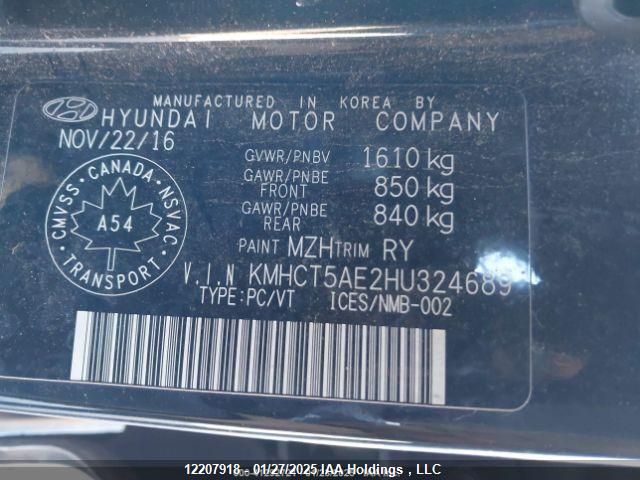 MANUFACTURED IN KOREA BY
HYUNDAI MOTOR COMPANY
NOV/22/16
GVWR/PNBV 1610 kg
GAWR/PNBE FRONT 850 kg
GAWR/PNBE REAR 840 kg
CMVSS · CANADA · NSVAC
A54
TRANSPORT
PAINT MZH TRIM RY
V.I.N KMHCT5AE2HU324689
TYPE:PC/VT ICES/NMB-002
12207918 - 01/27/2025 IAA Holdings , LLC